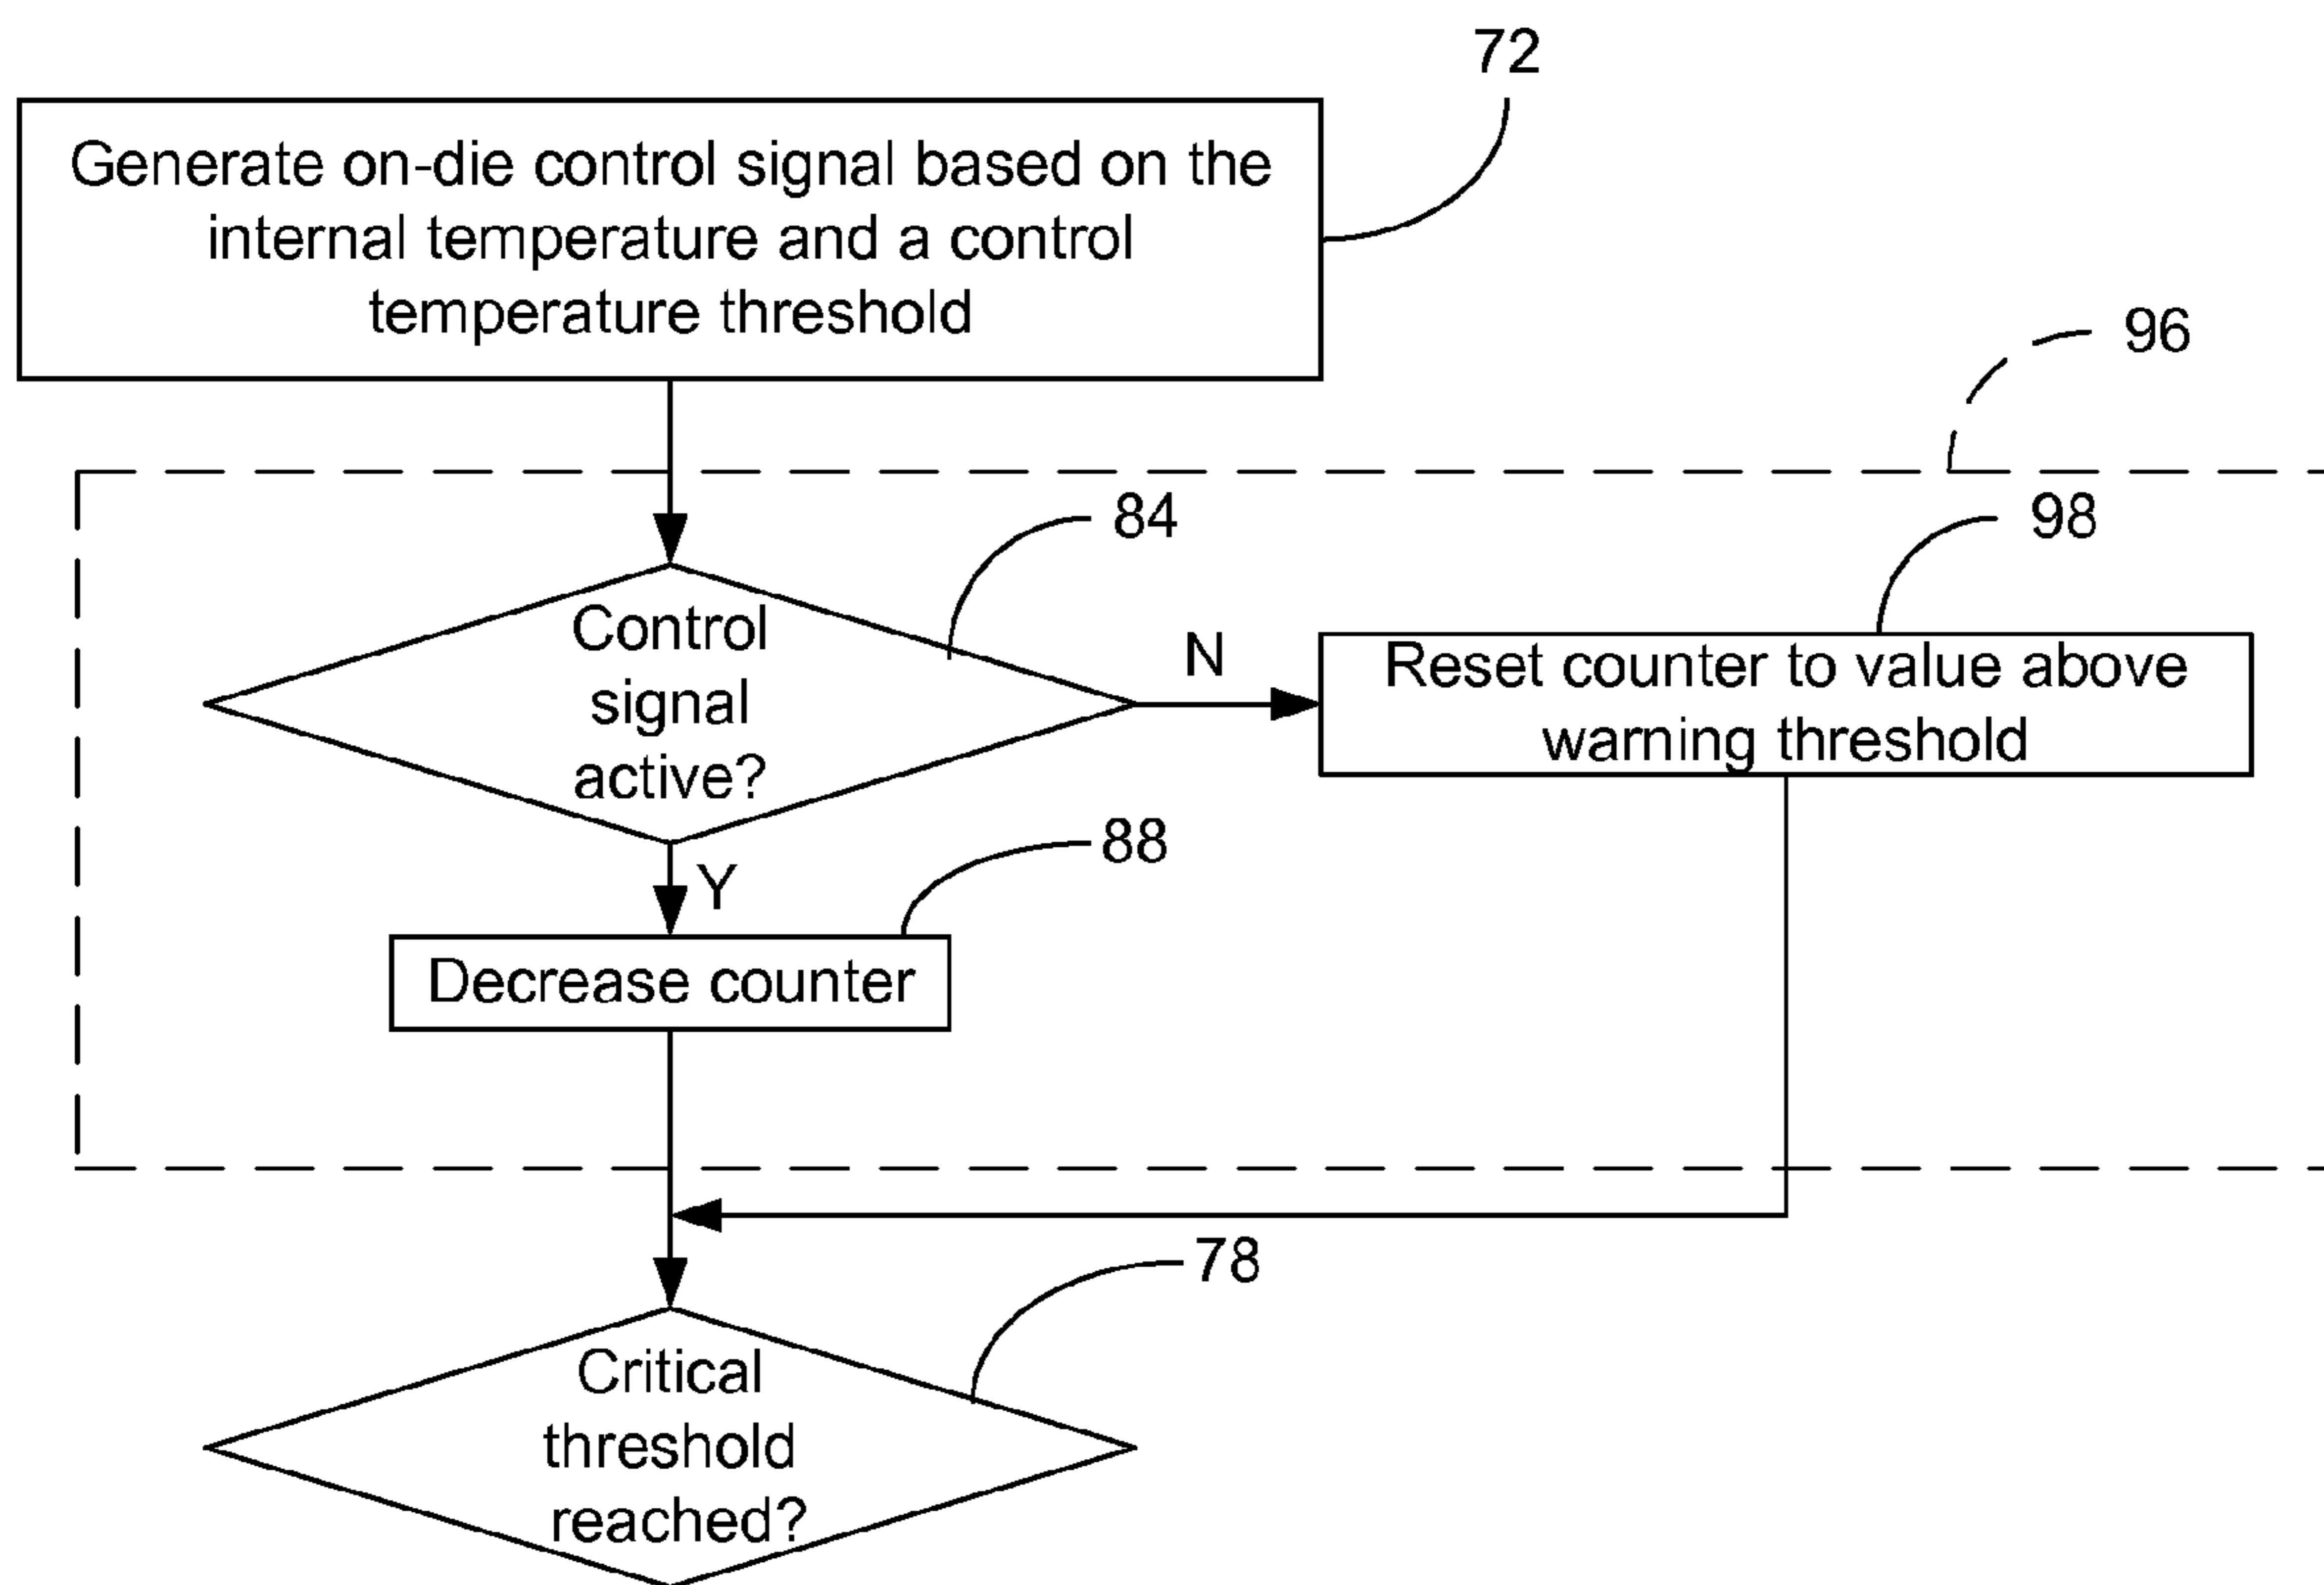 72
Generate on-die control signal based on the
internal temperature and a control
temperature threshold
96
84
98
Control
signal
active?
N
Reset counter to value above
warning threshold
88
Y
Decrease counter
78
Critical
threshold
reached?